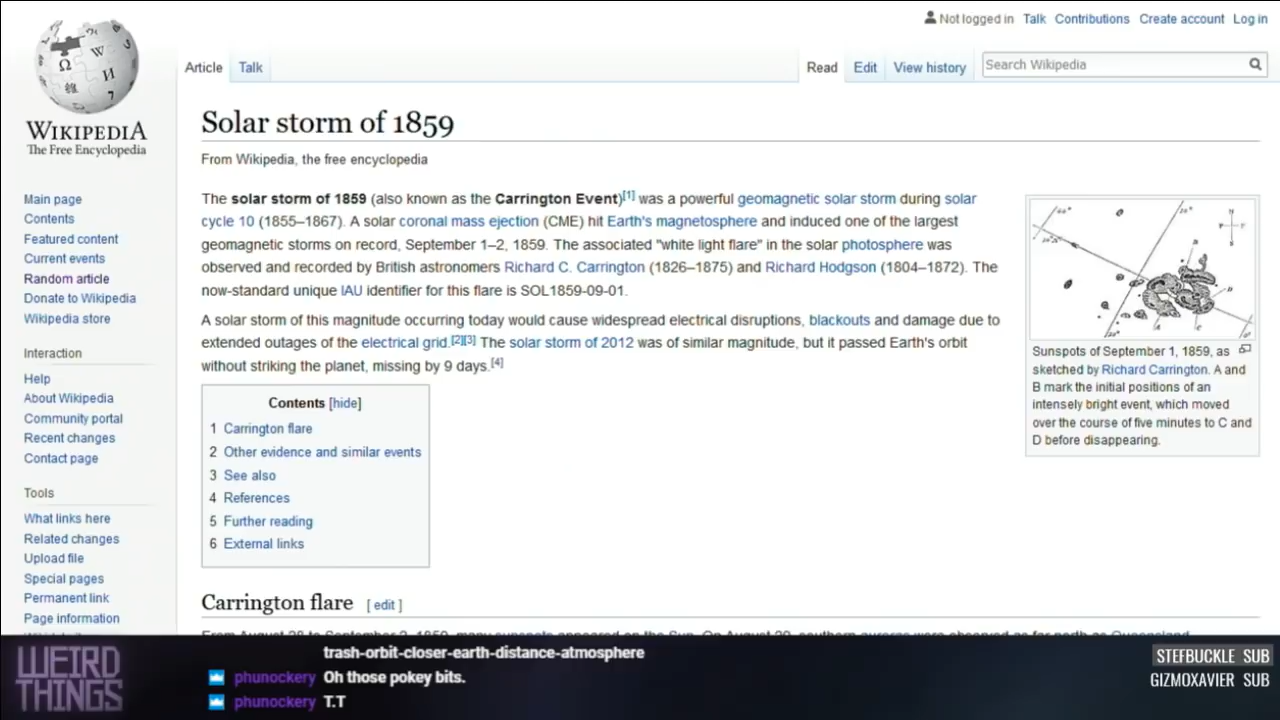 Not logged in Talk Contributions Create account Log in
Article Talk Read Edit View history Search Wikipedia
WIKIPEDIA
The Free Encyclopedia
Main page
Contents
Featured content
Current events
Random article
Donate to Wikipedia
Wikipedia store
Interaction
Help
About Wikipedia
Community portal
Recent changes
Contact page
Tools
What links here
Related changes
Upload file
Special pages
Permanent link
Page information
Solar storm of 1859
From Wikipedia, the free encyclopedia
The solar storm of 1859 (also known as the Carrington Event)[1] was a powerful geomagnetic solar storm during solar
cycle 10 (1855–1867). A solar coronal mass ejection (CME) hit Earth's magnetosphere and induced one of the largest
geomagnetic storms on record, September 1–2, 1859. The associated "white light flare" in the solar photosphere was
observed and recorded by British astronomers Richard C. Carrington (1826–1875) and Richard Hodgson (1804–1872). The
now-standard unique IAU identifier for this flare is SOL1859-09-01.
A solar storm of this magnitude occurring today would cause widespread electrical disruptions, blackouts and damage due to
extended outages of the electrical grid.[2][3] The solar storm of 2012 was of similar magnitude, but it passed Earth's orbit
without striking the planet, missing by 9 days.[4]
Sunspots of September 1, 1859, as
sketched by Richard Carrington. A and
B mark the initial positions of an
intensely bright event, which moved
over the course of five minutes to C and
D before disappearing.
Contents [hide]
1 Carrington flare
2 Other evidence and similar events
3 See also
4 References
5 Further reading
6 External links
Carrington flare [ edit ]
WEIRD
THINGS
trash-orbit-closer-earth-distance-atmosphere
phunockery Oh those pokey bits.
phunockery T.T
STEFBUCKLE SUB
GIZMOXAVIER SUB